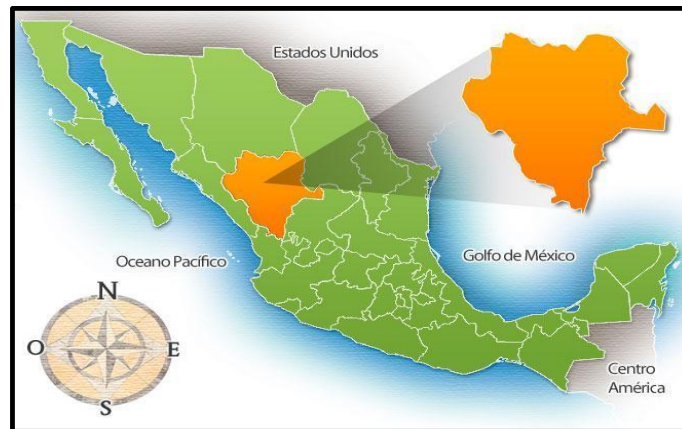 Estados Unidos
Oceano Pacífico
Golfo de México
N
O
E
S
Centro
América